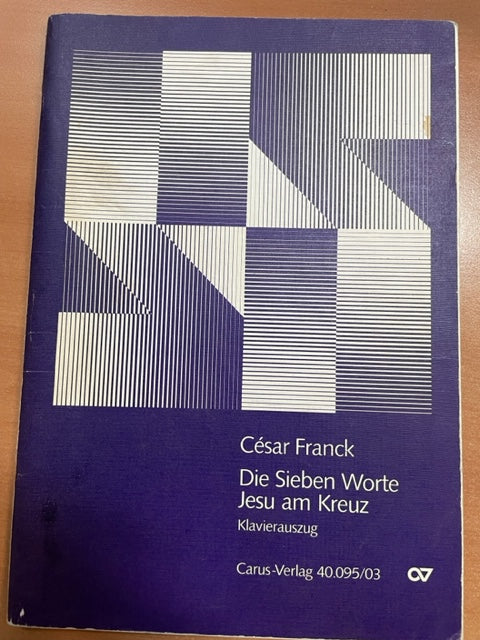 César Franck
Die Sieben Worte
Jesu am Kreuz
Klavierauszug
Carus-Verlag 40.095/03